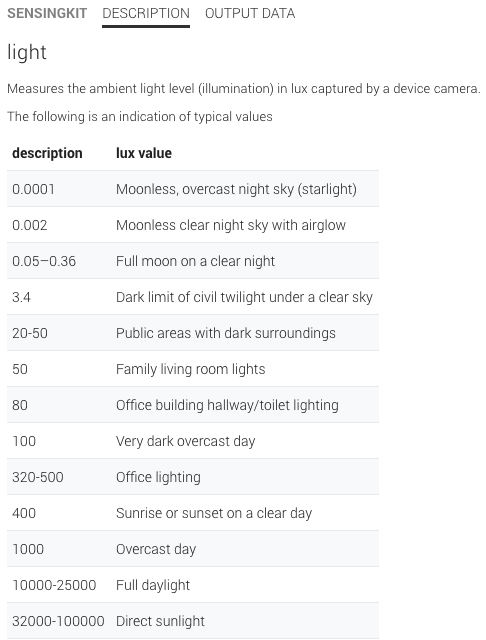 SENSINGKIT DESCRIPTION OUTPUT DATA
light
Measures the ambient light level (illumination) in lux captured by a device camera.
The following is an indication of typical values
description lux value
0.0001 Moonless, overcast night sky (starlight)
0.002 Moonless clear night sky with airglow
0.05–0.36 Full moon on a clear night
3.4 Dark limit of civil twilight under a clear sky
20-50 Public areas with dark surroundings
50 Family living room lights
80 Office building hallway/toilet lighting
100 Very dark overcast day
320-500 Office lighting
400 Sunrise or sunset on a clear day
1000 Overcast day
10000-25000 Full daylight
32000-100000 Direct sunlight